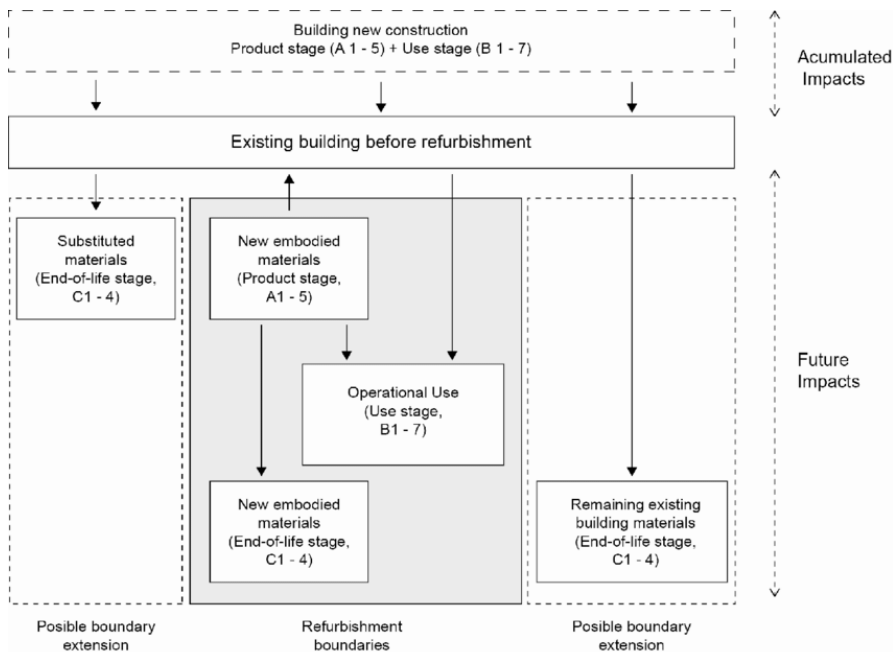 Building new construction
Product stage (A 1 - 5) + Use stage (B 1 - 7)
Acumulated
Impacts
Existing building before refurbishment
Substituted
materials
(End-of-life stage,
C1 - 4)
New embodied
materials
(Product stage,
A1 - 5)
Operational Use
(Use stage,
B1 - 7)
Future
Impacts
New embodied
materials
(End-of-life stage,
C1 - 4)
Remaining existing
building materials
(End-of-life stage,
C1 - 4)
Posible boundary
extension
Refurbishment
boundaries
Posible boundary
extension